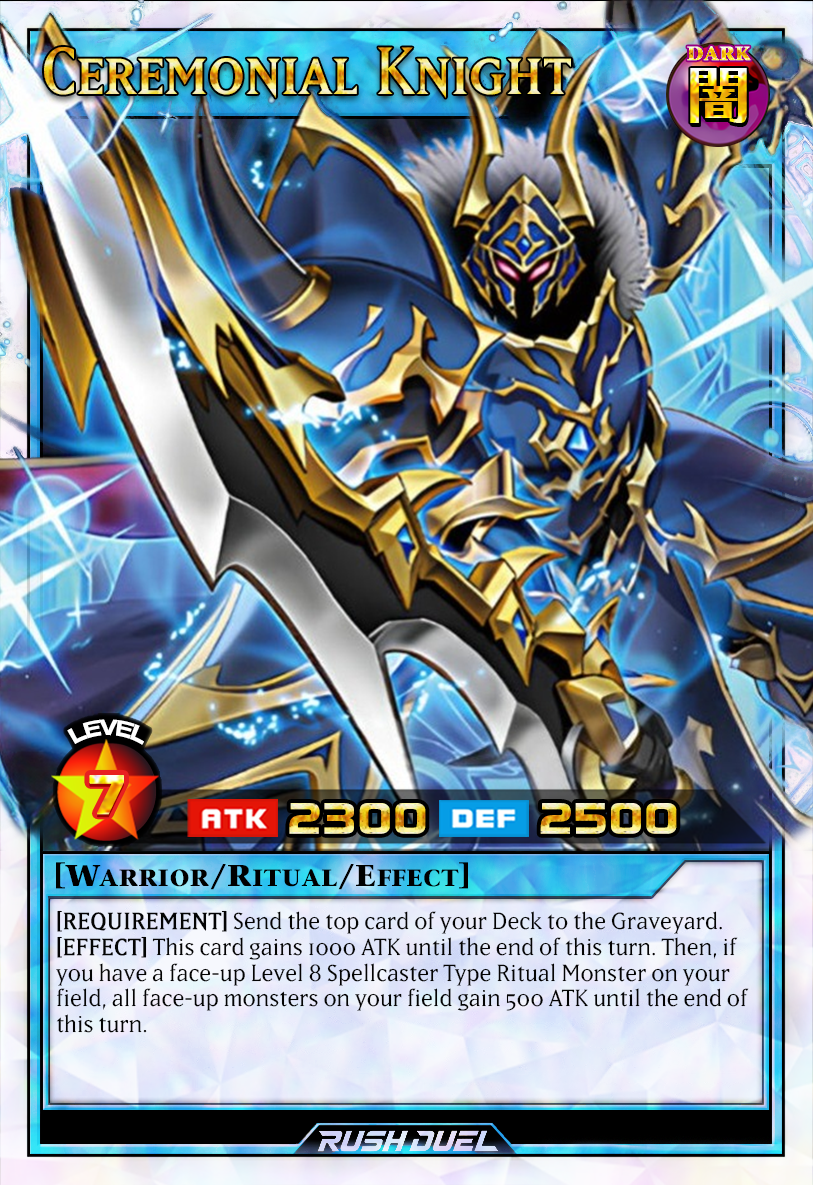 Ceremonial Knight
DARK
闇
LEVEL
7
ATK 2300 DEF 2500
[Warrior/Ritual/Effect]
[REQUIREMENT] Send the top card of your Deck to the Graveyard.
[EFFECT] This card gains 1000 ATK until the end of this turn. Then, if
you have a face-up Level 8 Spellcaster Type Ritual Monster on your
field, all face-up monsters on your field gain 500 ATK until the end of
this turn.
RUSH DUEL